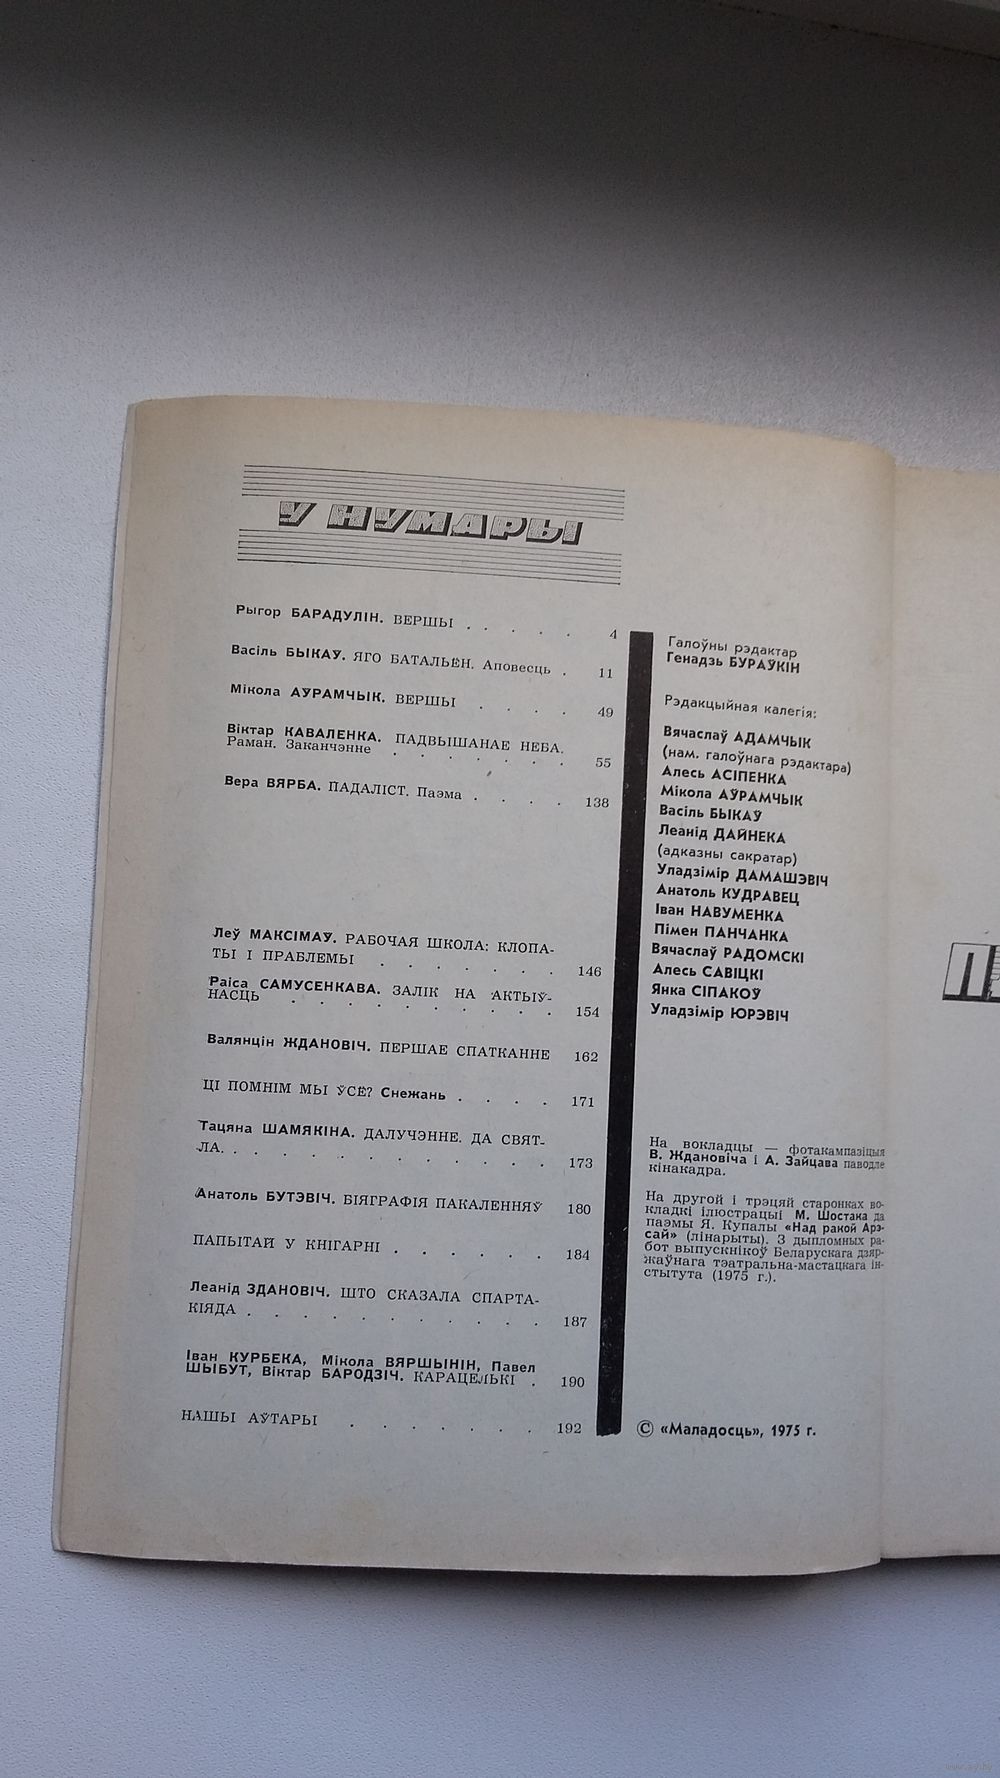 У НУМАРЫ
Рыгор БАРАДУЛІН. ВЕРШЫ . . . . . 4
Васіль БЫКАЎ. ЯГО БАТАЛЬЁН. Аповесць . 11
Мікола АЎРАМЧЫК. ВЕРШЫ . . . . 49
Віктар КАВАЛЕНКА. ПАДВЫШАНАЕ НЕБА.
Раман. Заканчэнне . . . . . . . 55
Вера ВЯРБА. ПАДАЛІСТ. Паэма . . . . 138
Леў МАКСІМАЎ. РАБОЧАЯ ШКОЛА: КЛОПА-
ТЫ І ПРАБЛЕМЫ . . . . . . . 146
Раіса САМУСЕНКАВА. ЗАЛІК НА АКТЫЎ-
НАСЦЬ . . . . . . . . . . 154
Валянцін ЖДАНОВІЧ. ПЕРШАЕ СПАТКАННЕ 162
ЦІ ПОМНІМ МЫ ЎСЁ? Снежань . . . . 171
Тацяна ШАМЯКІНА. ДАЛУЧЭННЕ ДА СВЯТ-
ЛА. . . . . . . . . . . . . 173
Анатоль БУТЭВІЧ. БІЯГРАФІЯ ПАКАЛЕННЯЎ 180
ПАПЫТАЙ У КНІГАРНІ . . . . . . 184
Леанід ЗДАНОВІЧ. ШТО СКАЗАЛА СПАРТА-
КІЯДА . . . . . . . . . . . 187
Іван КУРБЕКА, Мікола ВЯРШЫНІН, Павел
ШЫБУТ, Віктар БАРОДЗІЧ. КАРАЦЕЛЬКІ . 190
НАШЫ АЎТАРЫ . . . . . . 192
Галоўны рэдактар
Генадзь БУРАЎКІН
Рэдакцыйная калегія:
Вячаслаў АДАМЧЫК
(нам. галоўнага рэдактара)
Алесь АСІПЕНКА
Мікола АЎРАМЧЫК
Васіль БЫКАЎ
Леанід ДАЙНЕКА
(адказны сакратар)
Уладзімір ДАМАШЭВІЧ
Анатоль КУДРАВЕЦ
Іван НАВУМЕНКА
Пімен ПАНЧАНКА
Вячаслаў РАДОМСКІ
Алесь САВІЦКІ
Янка СІПАКОЎ
Уладзімір ЮРЭВІЧ
На вокладцы — фотакампазіцыя
В. Ждановіча і А. Зайцава паводле
кінакадра.
На другой і трэцяй старонках во-
кладкі ілюстрацыі М. Шостака да
паэмы Я. Купалы «Над ракой Арэ-
сай» (лінарыты). З дыпломных ра-
бот выпускнікоў Беларускага дзяр-
жаўнага тэатральна-мастацкага ін-
стытута (1975 г.).
© «Маладосць», 1975 г.